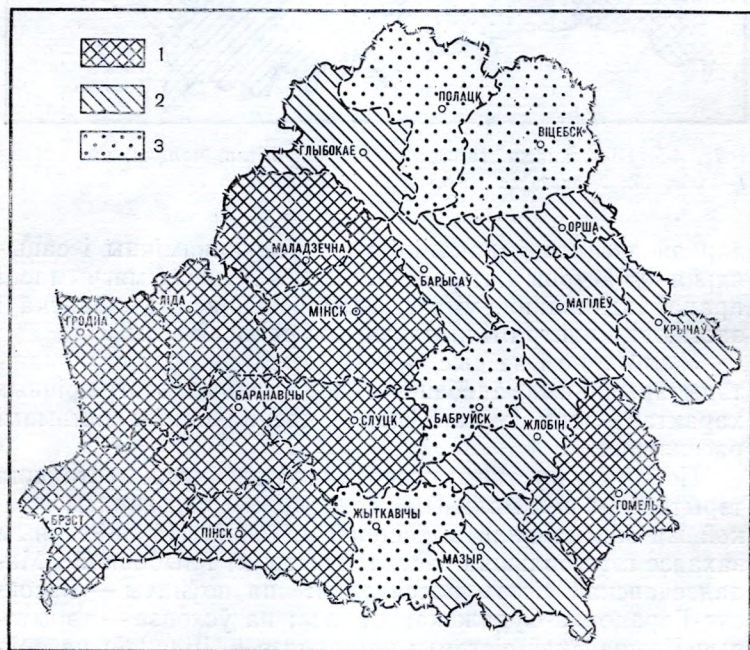 1
2
3
ПОЛАЦК
ВІЦЕБСК
ГЛЫБОКАЕ
ОРША
МАЛАДЗЕЧНА
БАРЫСАЎ
ЛІДА
МІНСК
МАГІЛЕЎ
ГРОДНА
КРЫЧАЎ
БАРАНАВІЧЫ
СЛУЦК
БАБРУЙСК
ЖЛОБІН
ГОМЕЛЬ
БРЭСТ
ПІНСК
ЖЫТКАВІЧЫ
МАЗЫР